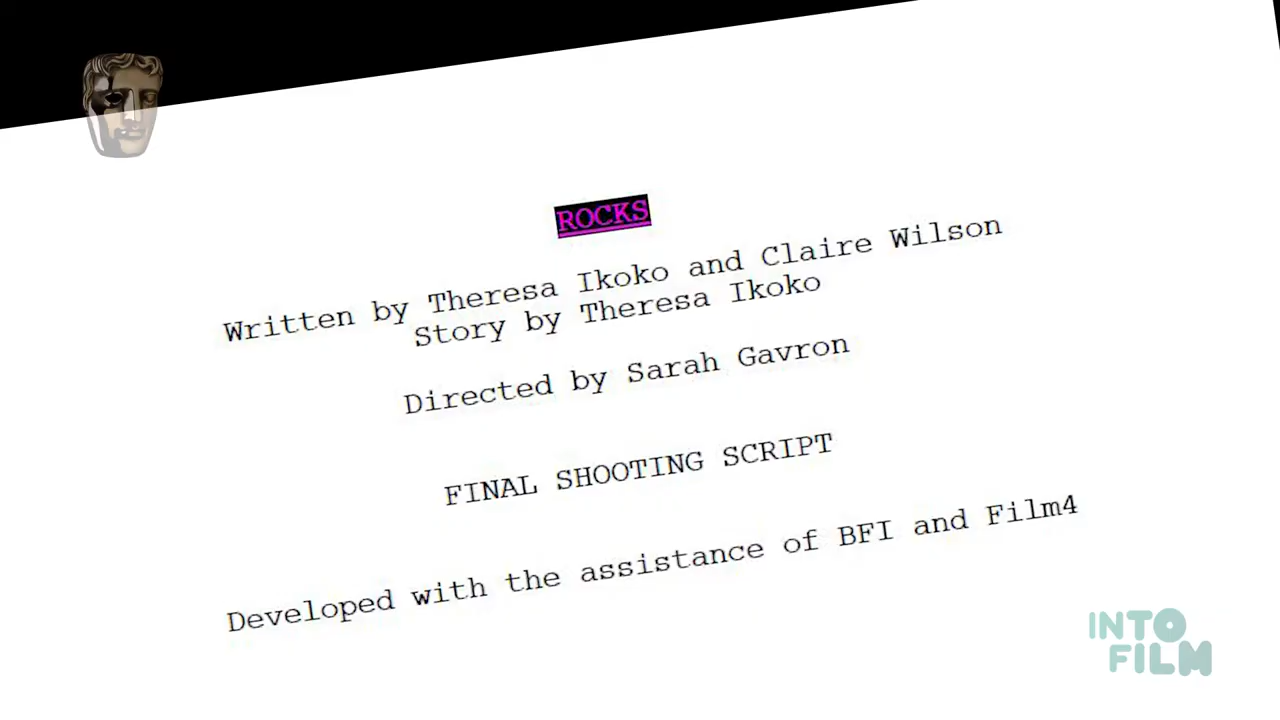 ROCKS
Written by Theresa Ikoko and Claire Wilson
Story by Theresa Ikoko
Directed by Sarah Gavron
FINAL SHOOTING SCRIPT
Developed with the assistance of BFI and Film4
INTO
FILM